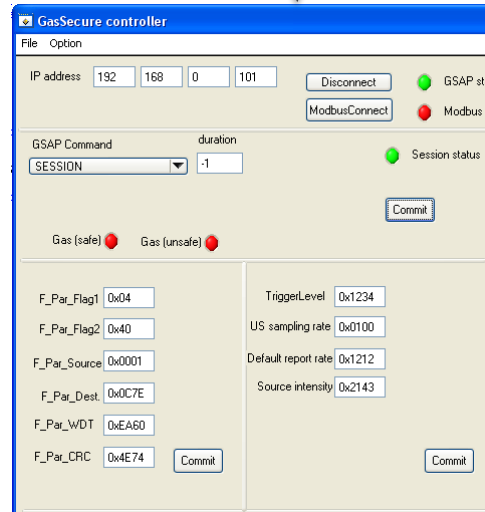 GasSecure controller
File Option
IP address 192 168 0 101 Disconnect GSAP st
ModbusConnect Modbus
GSAP Command duration
SESSION -1 Session status
Commit
Gas (safe) Gas (unsafe)
F_Par_Flag1 0x04 TriggerLevel 0x1234
F_Par_Flag2 0x40 US sampling rate 0x0100
F_Par_Source 0x0001 Default report rate 0x1212
F_Par_Dest. 0x0C7E Source intensity 0x2143
F_Par_WDT 0xEA60
F_Par_CRC 0x4E74 Commit Commit